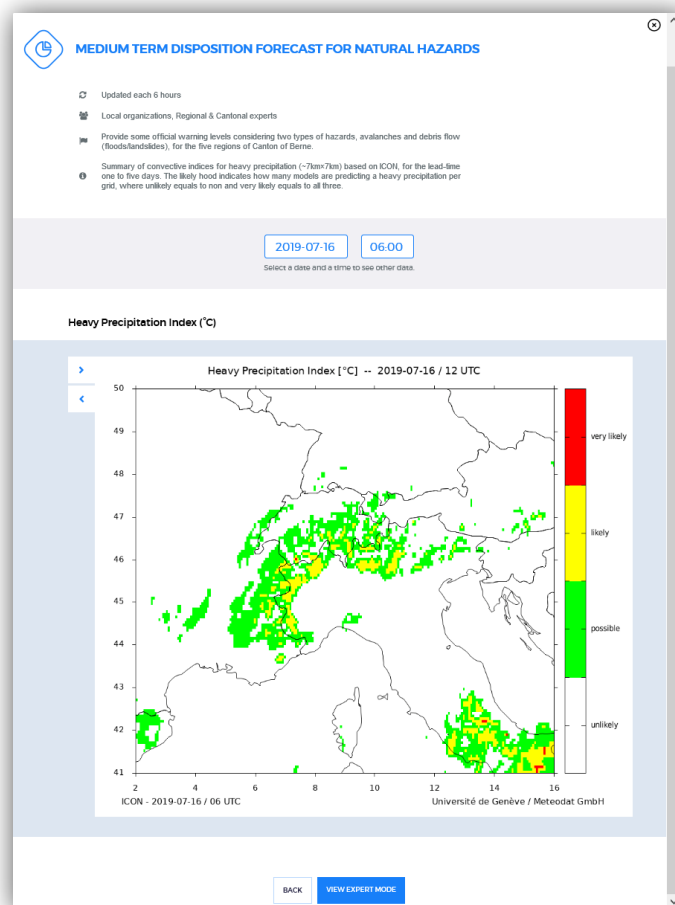 MEDIUM TERM DISPOSITION FORECAST FOR NATURAL HAZARDS
Updated each 6 hours
Local organizations, Regional & Cantonal experts
Provide some official warning levels considering two types of hazards, avalanches and debris flow
(floods/landslides), for the five regions of Canton of Berne.
Summary of convective indices for heavy precipitation (~7km×7km) based on ICON, for the lead-time
one to five days. The likely hood indicates how many models are predicting a heavy precipitation per
grid, where unlikely equals to non and very likely equals to all three.
2019-07-16 06:00
Select a date and a time to see other data.
Heavy Precipitation Index (°C)
Heavy Precipitation Index [°C] -- 2019-07-16 / 12 UTC
50
49
48
47
46
45
44
43
42
41
2 4 6 8 10 12 14 16
very likely
likely
possible
unlikely
ICON - 2019-07-16 / 06 UTC Université de Genève / Meteodat GmbH
BACK VIEW EXPERT MODE